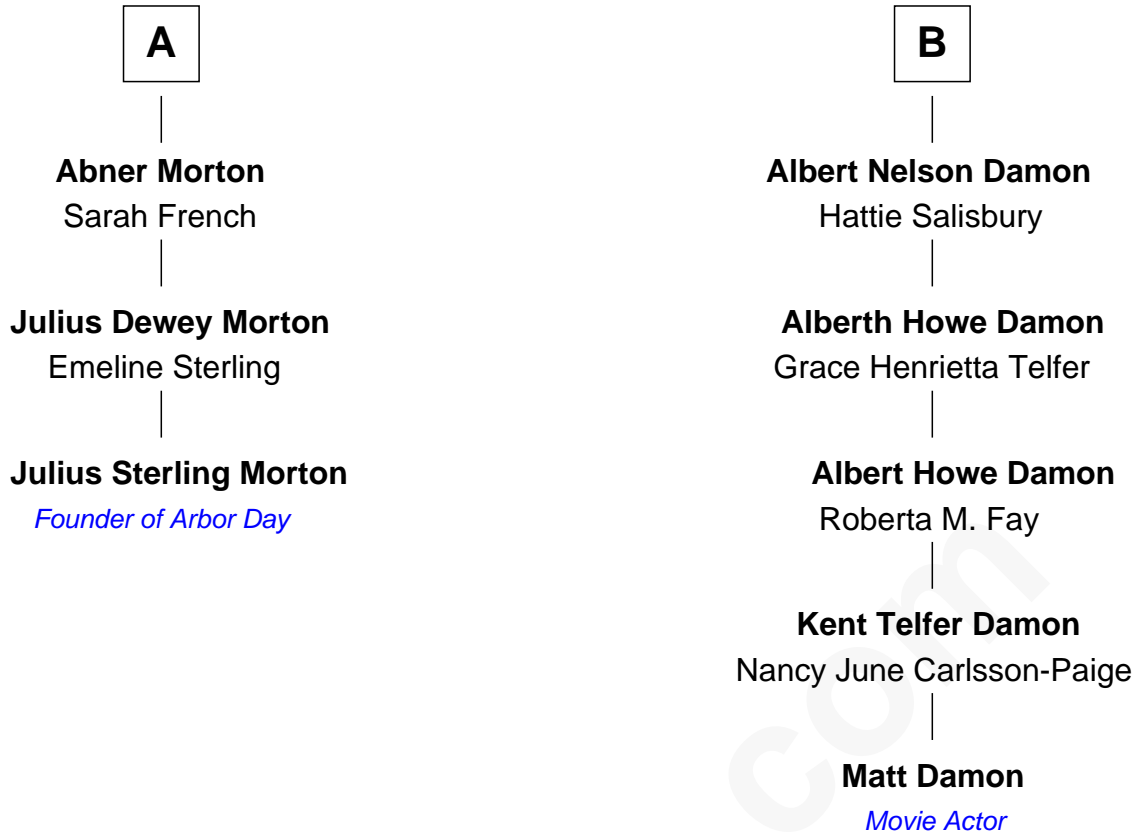 A
Abner Morton
Sarah French
Julius Dewey Morton
Emeline Sterling
Julius Sterling Morton
Founder of Arbor Day
B
Albert Nelson Damon
Hattie Salisbury
Alberth Howe Damon
Grace Henrietta Telfer
Albert Howe Damon
Roberta M. Fay
Kent Telfer Damon
Nancy June Carlsson-Paige
Matt Damon
Movie Actor
com